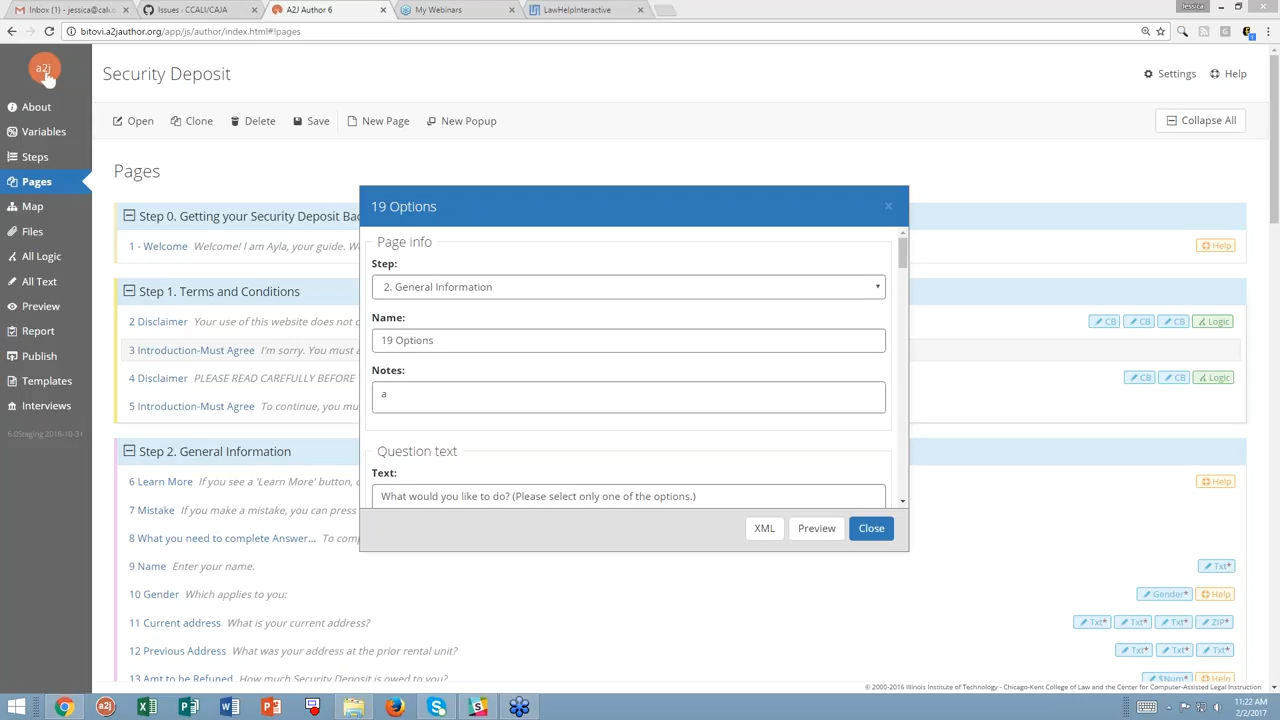 Inbox (1) - jessica@calc
Issues · CCALI/CAJA
A2J Author 6
My Webinars
LawHelpInteractive
Jessica
bitovi.a2jauthor.org/app/js/author/index.html#!pages
a2j
Security Deposit
Settings
Help
About
Variables
Steps
Pages
Map
Files
All Logic
All Text
Preview
Report
Publish
Templates
Interviews
6.0Staging 2016-10-31
Open
Clone
Delete
Save
New Page
New Popup
Collapse All
Pages
Step 0. Getting your Security Deposit Bac
1 - Welcome Welcome! I am Ayla, your guide. W
Help
Step 1. Terms and Conditions
2 Disclaimer Your use of this website does not c
CB CB CB Logic
3 Introduction-Must Agree I'm sorry. You must a
4 Disclaimer PLEASE READ CAREFULLY BEFORE
CB CB Logic
5 Introduction-Must Agree To continue, you mu
Step 2. General Information
6 Learn More If you see a 'Learn More' button,
Help
7 Mistake If you make a mistake, you can press
8 What you need to complete Answer... To comp
9 Name Enter your name.
Txt*
10 Gender Which applies to you:
Gender* Help
11 Current address What is your current address?
Txt* Txt* Txt* ZIP*
12 Previous Address What was your address at the prior rental unit?
Txt* Txt* Txt*
13 Amt to be Refunded How much Security Deposit is owed to you?
$Num* Help
19 Options
×
Page info
Step:
2. General Information
Name:
19 Options
Notes:
a
Question text
Text:
What would you like to do? (Please select only one of the options.)
XML
Preview
Close
© 2000-2016 Illinois Institute of Technology - Chicago-Kent College of Law and the Center for Computer-Assisted Legal Instruction
11:22 AM
2/2/2017